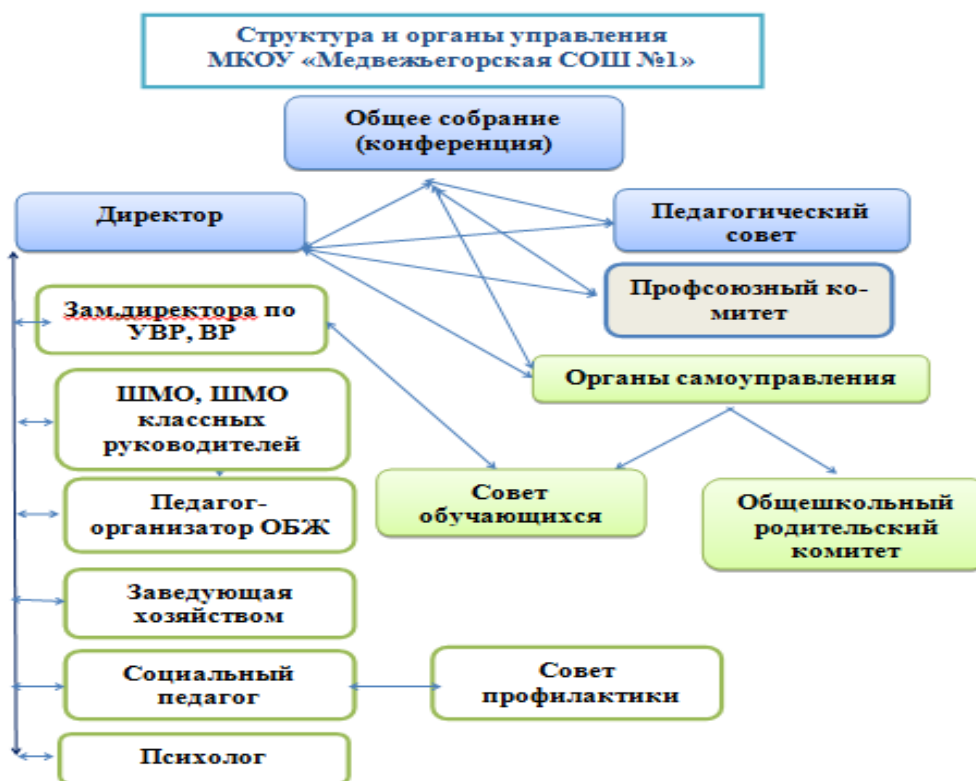 Структура и органы управления
МКОУ «Медвежьегорская СОШ №1»
Общее собрание
(конференция)
Директор
Педагогический
совет
Профсоюзный ко-
митет
Зам.директора по
УВР, ВР
Органы самоуправления
ШМО, ШМО
классных
руководителей
Педагог-
организатор ОБЖ
Совет
обучающихся
Общешкольный
родительский
комитет
Заведующая
хозяйством
Социальный
педагог
Совет
профилактики
Психолог